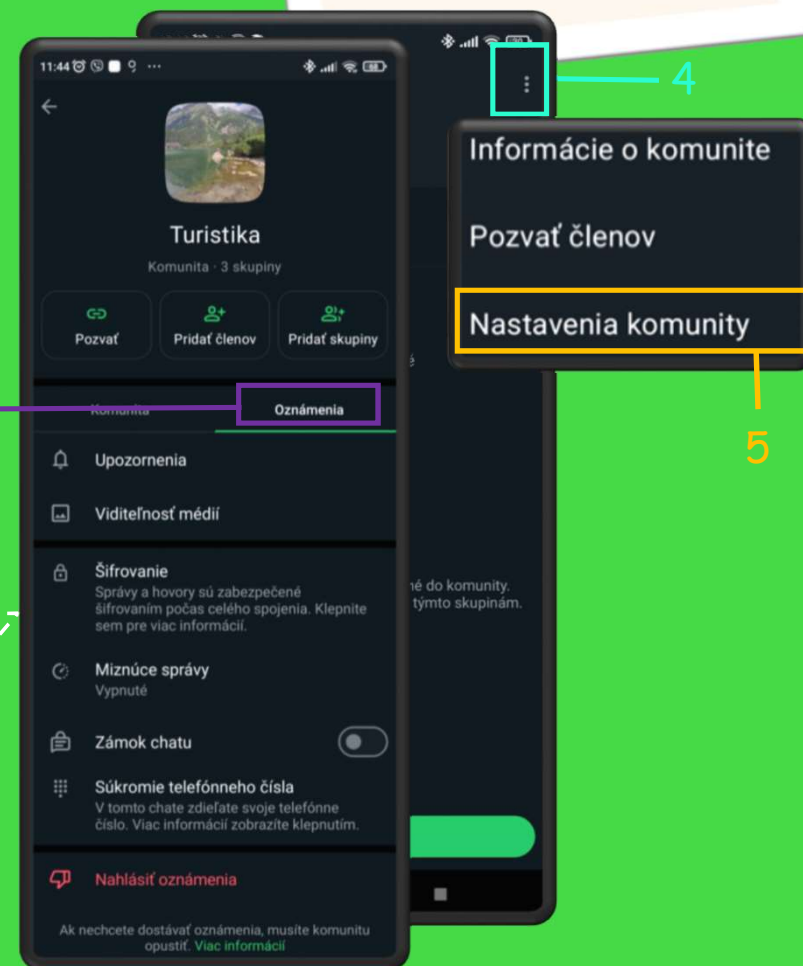 11:44
68
4
Informácie o komunite
Pozvať členov
Nastavenia komunity
5
Turistika
Komunita · 3 skupiny
Pozvať
Pridať členov
Pridať skupiny
Komunita
Oznámenia
Upozornenia
Viditeľnosť médií
Šifrovanie
Správy a hovory sú zabezpečené
šifrovaním počas celého spojenia. Klepnite
sem pre viac informácií.
Miznúce správy
Vypnuté
Zámok chatu
Súkromie telefónneho čísla
V tomto chate zdieľate svoje telefónne
číslo. Viac informácií zobrazíte klepnutím.
Nahlásiť oznámenia
Ak nechcete dostávať oznámenia, musíte komunitu
opustiť. Viac informácií
né do komunity.
týmto skupinám.